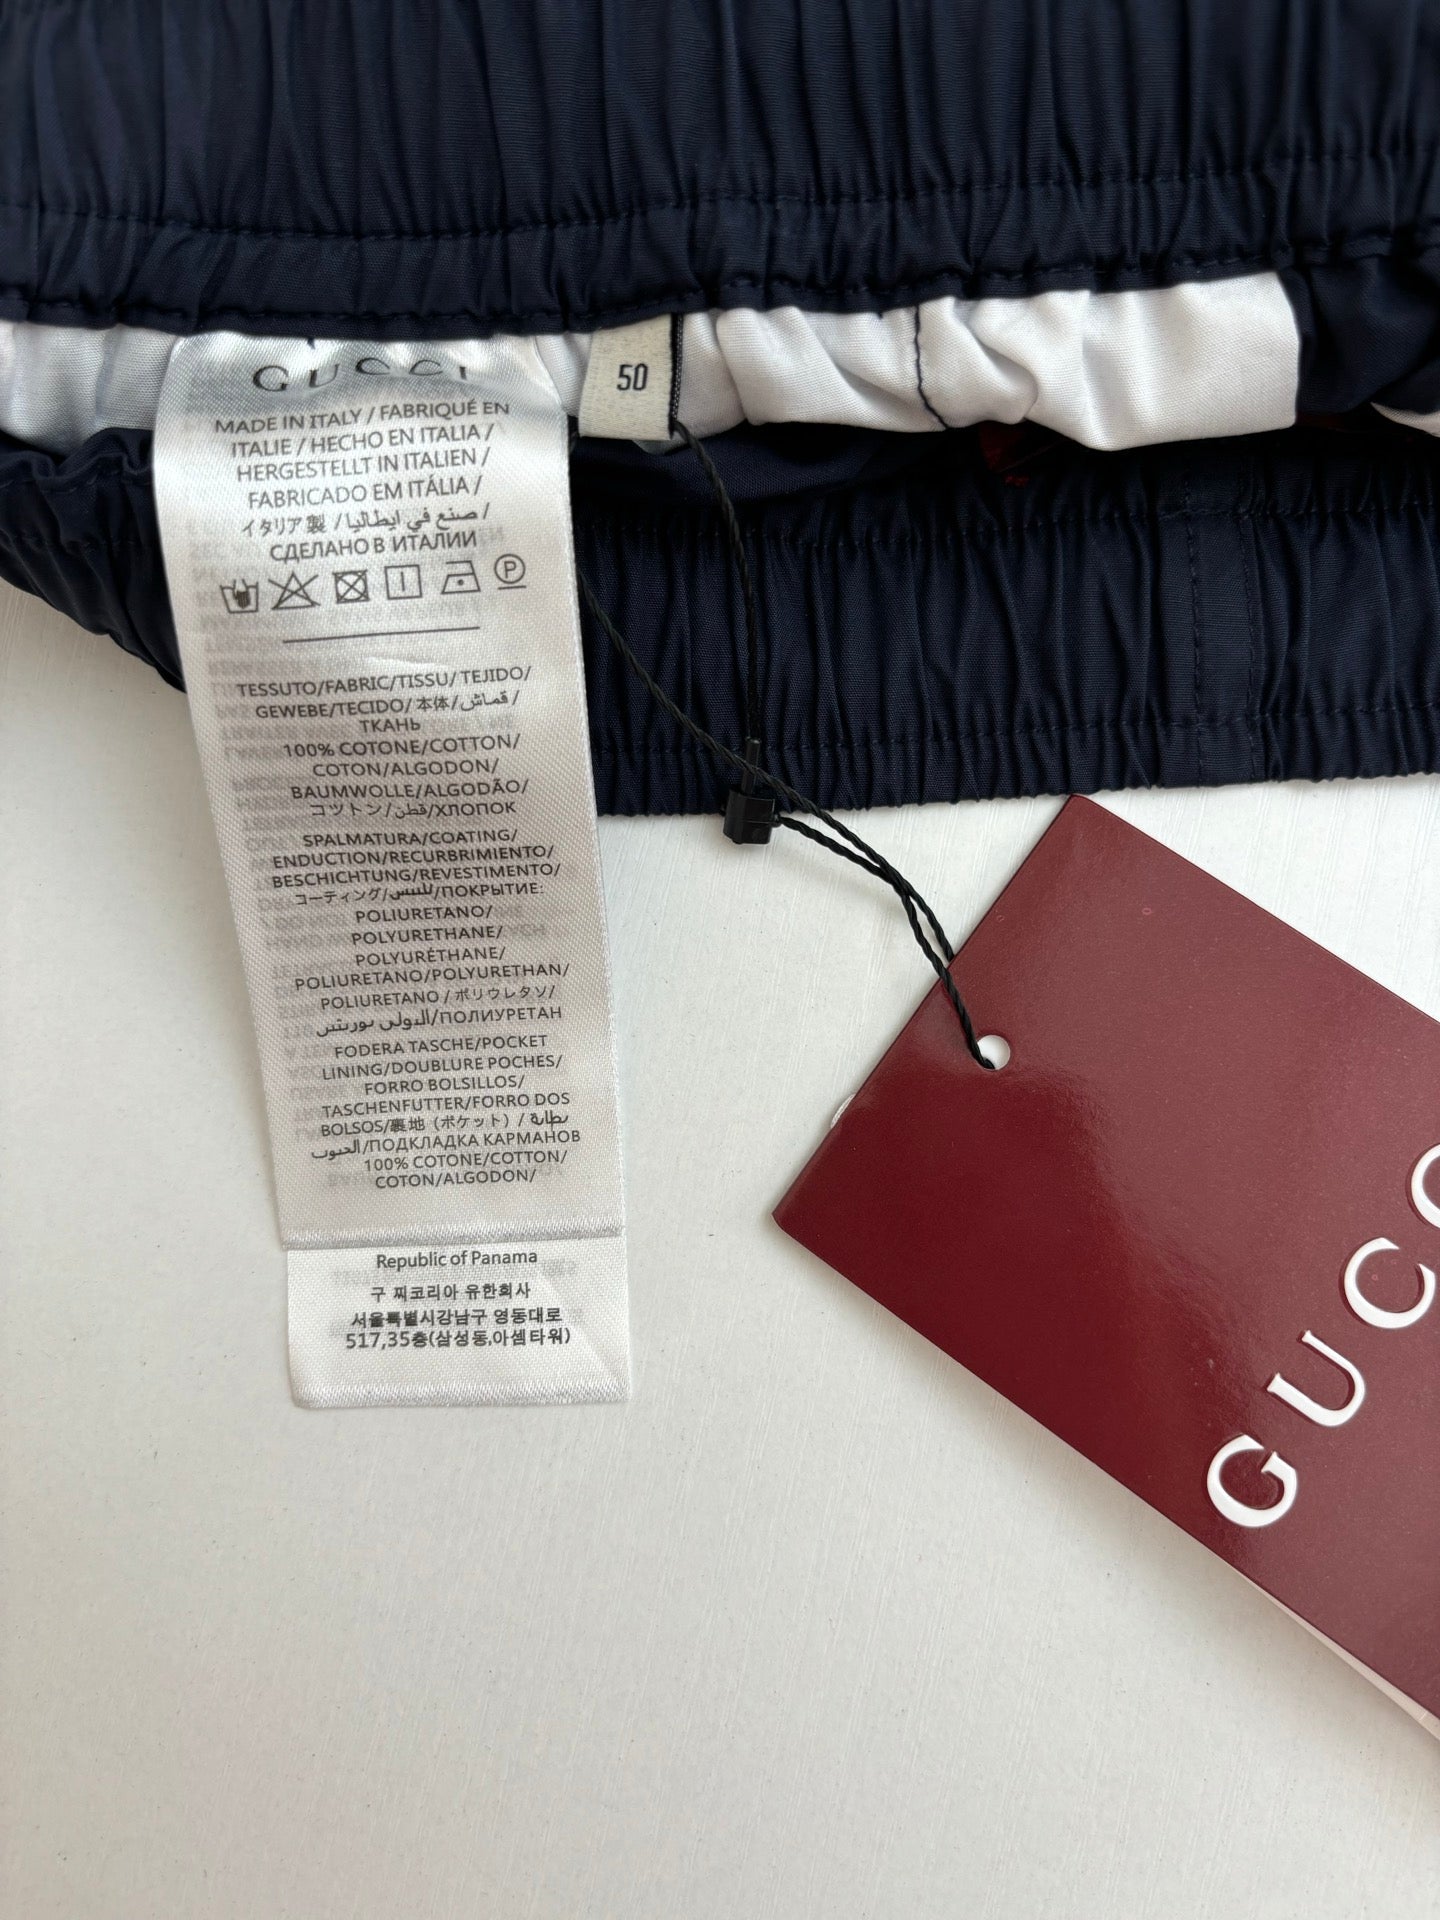 GUCCI
50
MADE IN ITALY / FABRIQUÉ EN
ITALIE / HECHO EN ITALIA /
HERGESTELLT IN ITALIEN /
FABRICADO EM ITÁLIA /
イタリア製 / صنع في ايطاليا /
СДЕЛАНО В ИТАЛИИ
P
TESSUTO/FABRIC/TISSU/TEJIDO/
GEWEBE/TECIDO/本体/قماش/
ТКАНЬ
100% COTONE/COTTON/
COTON/ALGODON/
BAUMWOLLE/ALGODÃO/
コットン/قطن/ХЛОПОК
SPALMATURA/COATING/
ENDUCTION/RECURBRIMIENTO/
BESCHICHTUNG/REVESTIMENTO/
コーティング/تلبيس/ПОКРЫТИЕ:
POLIURETANO/
POLYURETHANE/
POLYURÉTHANE/
POLIURETANO/POLYURETHAN/
POLIURETANO / ポリウレタン/
/ПОЛИУРЕТАН
FODERA TASCHE/POCKET
LINING/DOUBLURE POCHES/
FORRO BOLSILLOS/
TASCHENFUTTER/FORRO DOS
BOLSOS/裏地 (ポケット) / بطانة
/ПОДКЛАДКА КАРМАНОВ
100% COTONE/COTTON/
COTON/ALGODON/
Republic of Panama
구 찌코리아 유한회사
서울특별시강남구 영동대로
517,35층(삼성동,아셈타워)
GUCC